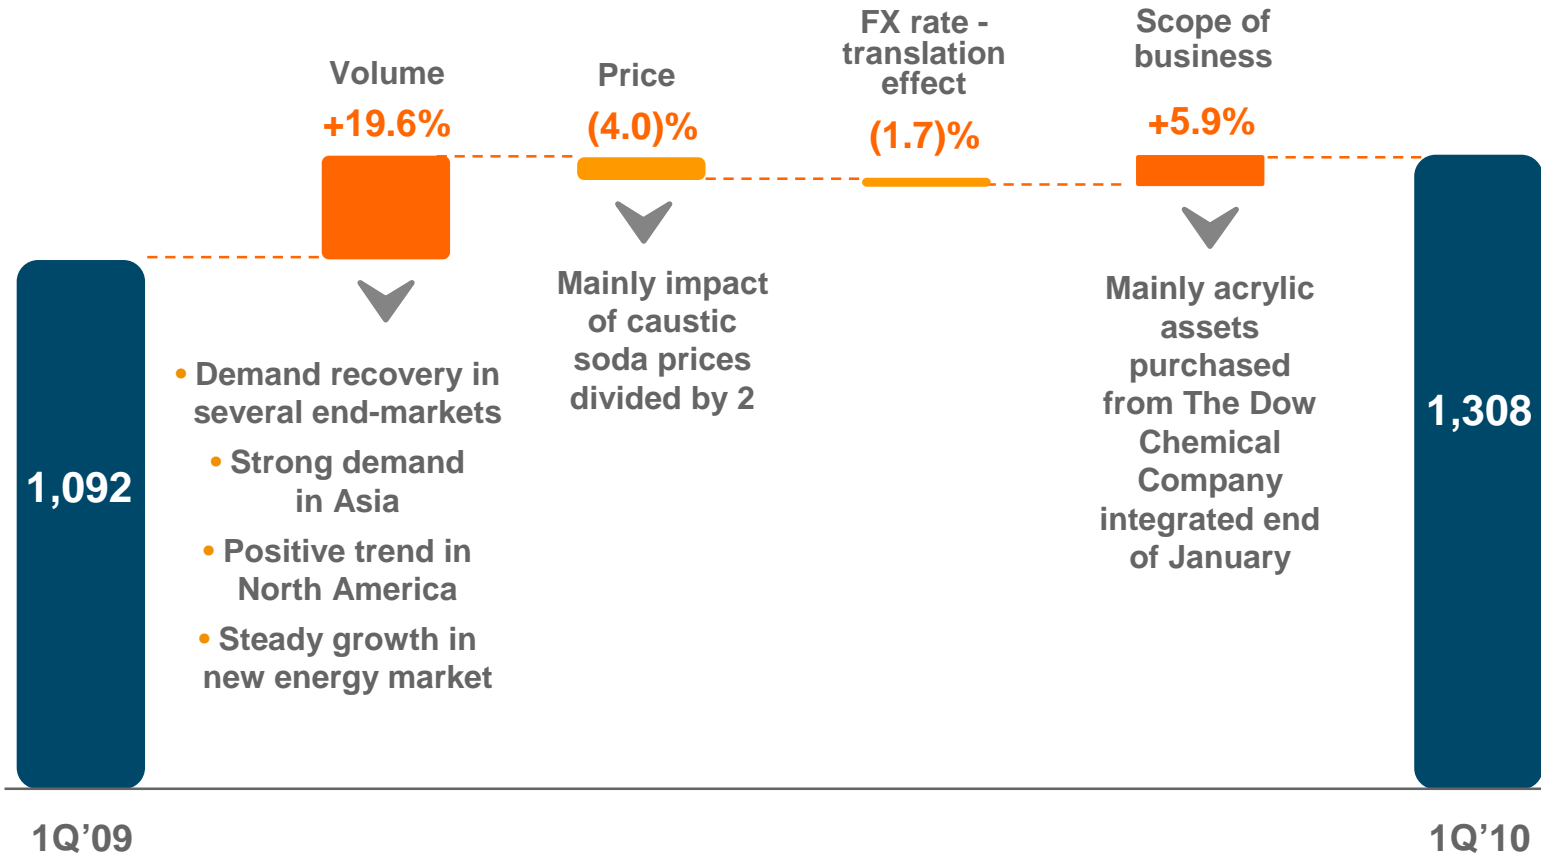 Volume
+19.6%
Price
(4.0)%
FX rate -
translation
effect
(1.7)%
Scope of
business
+5.9%
• Demand recovery in
several end-markets
• Strong demand
in Asia
• Positive trend in
North America
• Steady growth in
new energy market
Mainly impact
of caustic
soda prices
divided by 2
Mainly acrylic
assets
purchased
from The Dow
Chemical
Company
integrated end
of January
1,092
1,308
1Q’09
1Q’10